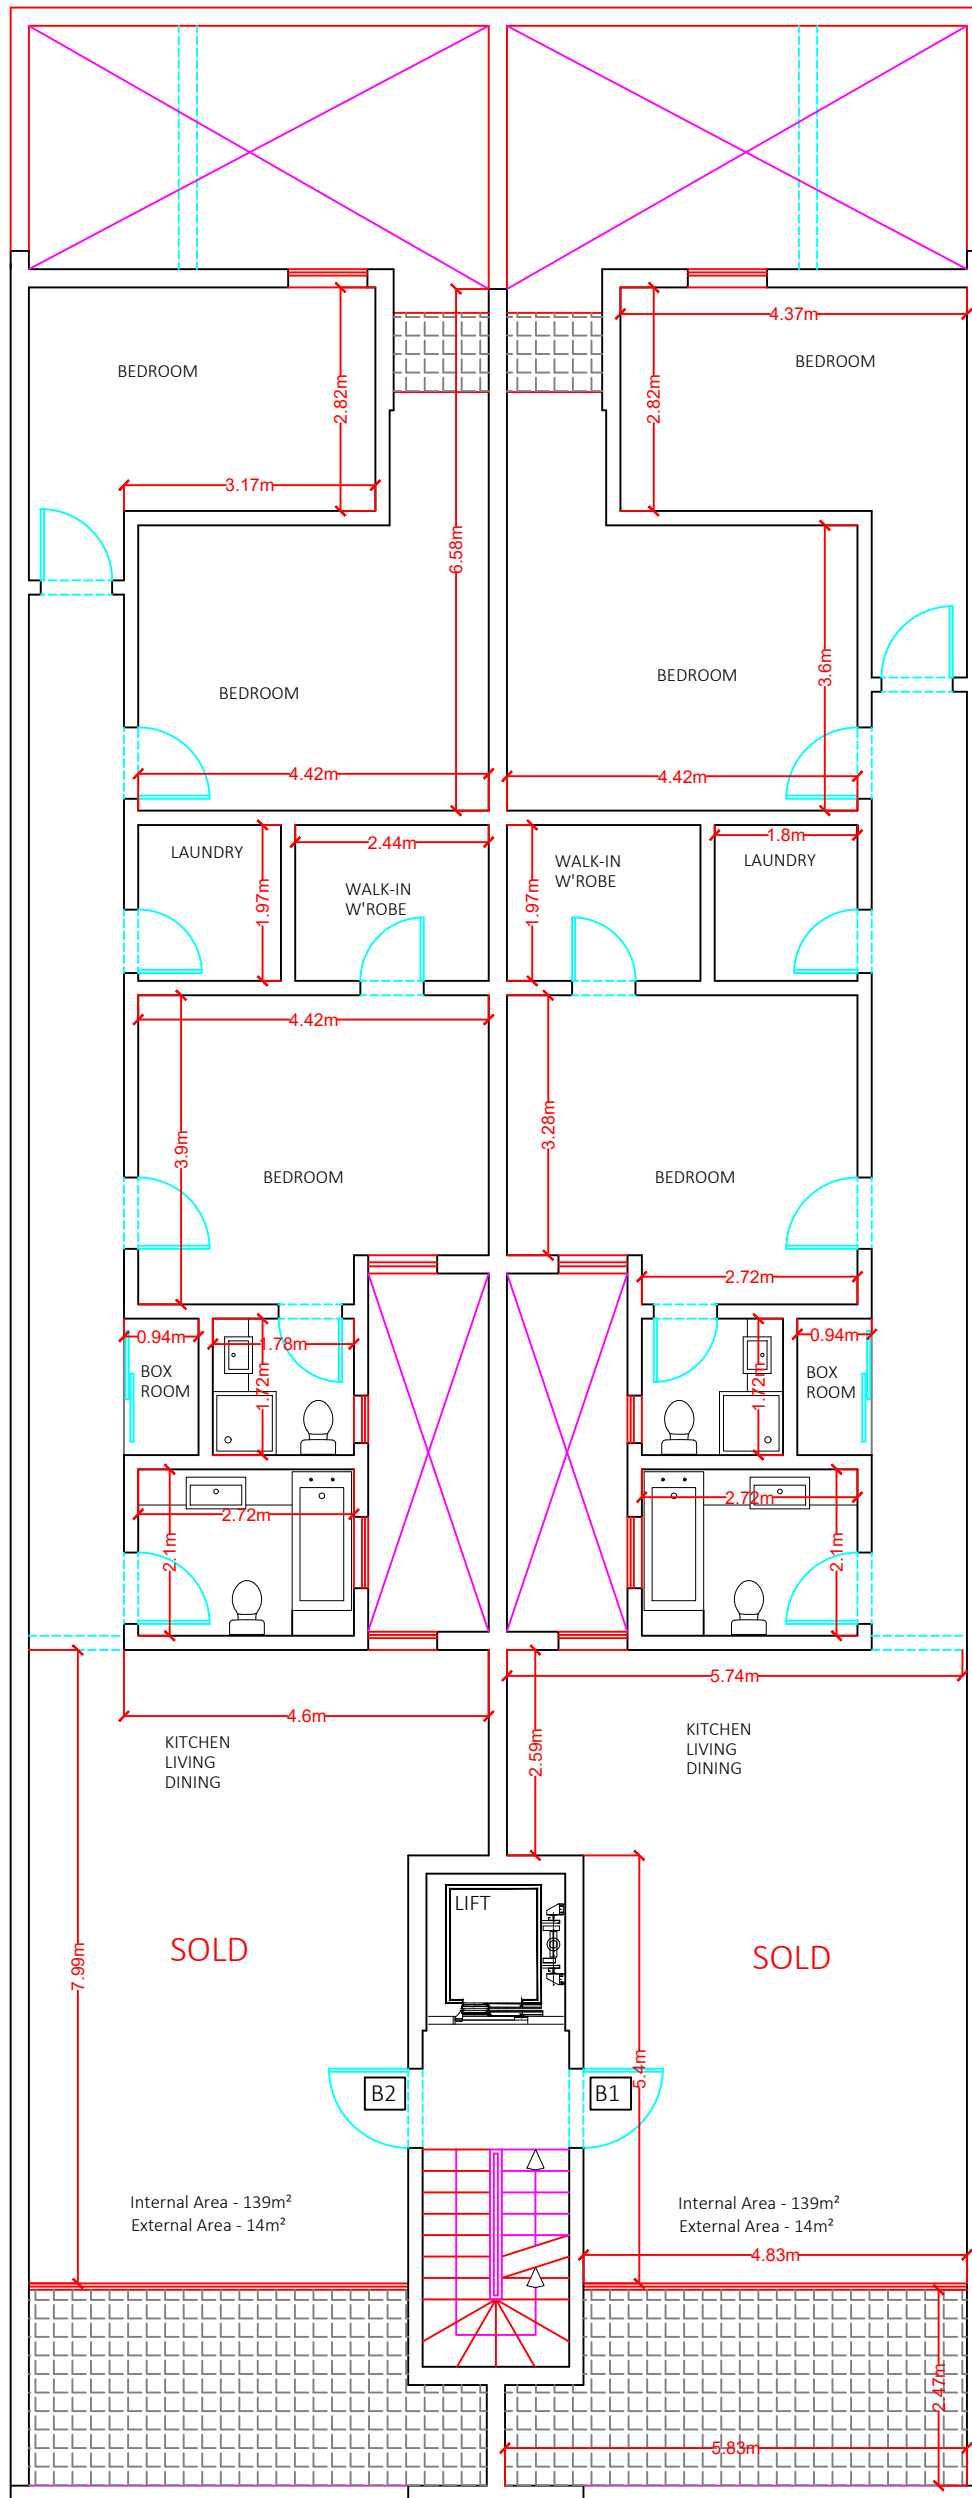 4.37m
BEDROOM
BEDROOM
2.82m
2.82m
3.17m
6.58m
BEDROOM
BEDROOM
3.6m
4.42m
4.42m
LAUNDRY
2.44m
WALK-IN
W'ROBE
1.97m
WALK-IN
W'ROBE
1.97m
1.8m
LAUNDRY
4.42m
3.9m
3.28m
BEDROOM
BEDROOM
2.72m
0.94m
1.78m
1.72m
BOX
ROOM
1.72m
0.94m
BOX
ROOM
2.72m
2.1m
2.72m
2.1m
5.74m
4.6m
KITCHEN
LIVING
DINING
2.59m
KITCHEN
LIVING
DINING
LIFT
SOLD
SOLD
7.99m
5.4m
B2
B1
Internal Area - 139m²
External Area - 14m²
Internal Area - 139m²
External Area - 14m²
4.83m
2.47m
5.83m